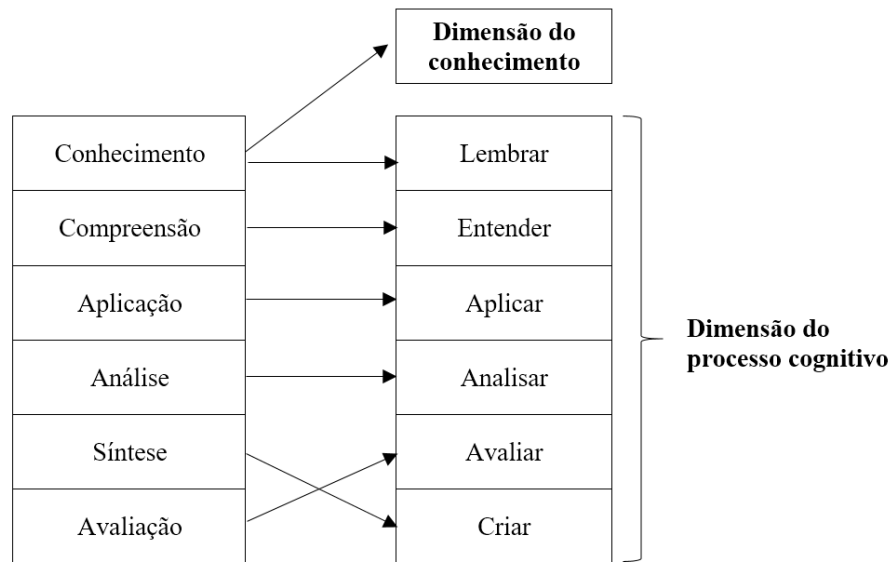 Dimensão do
conhecimento
Conhecimento
Lembrar
Compreensão
Entender
Aplicação
Aplicar
Análise
Analisar
Síntese
Avaliar
Avaliação
Criar
Dimensão do
processo cognitivo